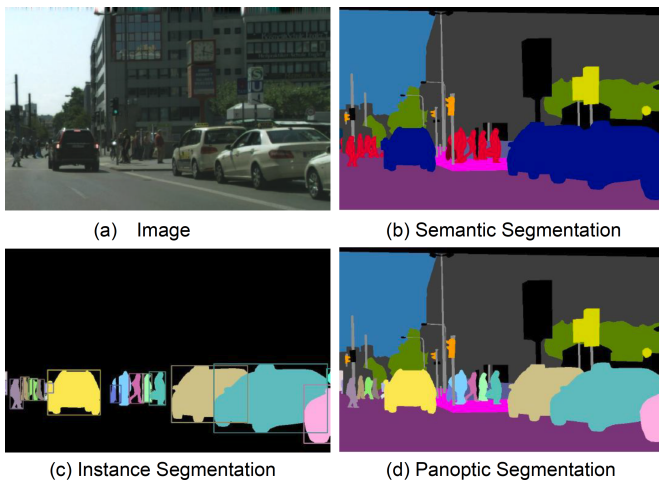 S
U
(a) Image
(b) Semantic Segmentation
(c) Instance Segmentation
(d) Panoptic Segmentation